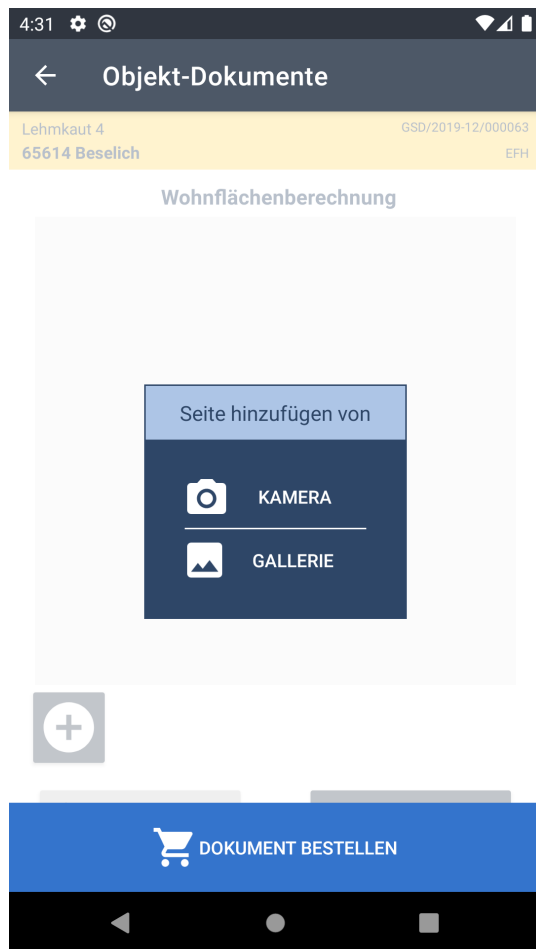 4:31
Objekt-Dokumente
Lehmkaut 4
GSD/2019-12/000063
65614 Beselich
EFH
Wohnflächenberechnung
Seite hinzufügen von
KAMERA
GALLERIE
DOKUMENT BESTELLEN